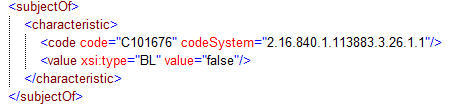 <subjectOf>
<characteristic>
<code code="C101676" codeSystem="2.16.840.1.113883.3.26.1.1"/>
<value xsi:type="BL" value="false"/>
</characteristic>
</subjectOf>